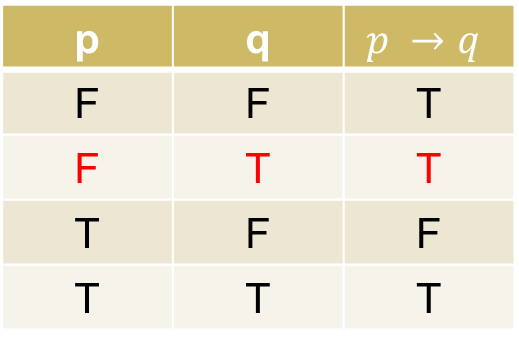 p q p → q
F F T
F T T
T F F
T T T